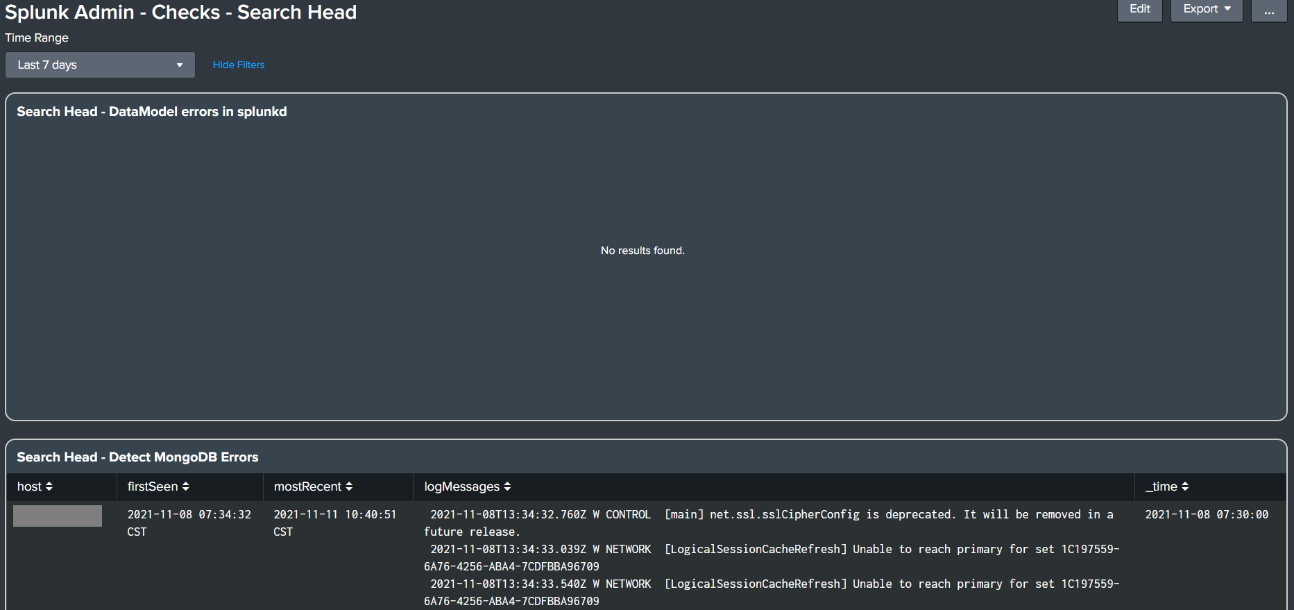 Splunk Admin - Checks - Search Head
Edit
Export
...
Time Range
Last 7 days
Hide Filters
Search Head - DataModel errors in splunkd
No results found.
Search Head - Detect MongoDB Errors
host firstSeen mostRecent logMessages _time
2021-11-08 07:34:32 2021-11-11 10:40:51 2021-11-08T13:34:32.760Z W CONTROL [main] net.ssl.sslCipherConfig is deprecated. It will be removed in a 2021-11-08 07:30:00
CST CST future release.
2021-11-08T13:34:33.039Z W NETWORK [LogicalSessionCacheRefresh] Unable to reach primary for set 1C197559-
6A76-4256-ABA4-7CDFBBA96709
2021-11-08T13:34:33.540Z W NETWORK [LogicalSessionCacheRefresh] Unable to reach primary for set 1C197559-
6A76-4256-ABA4-7CDFBBA96709